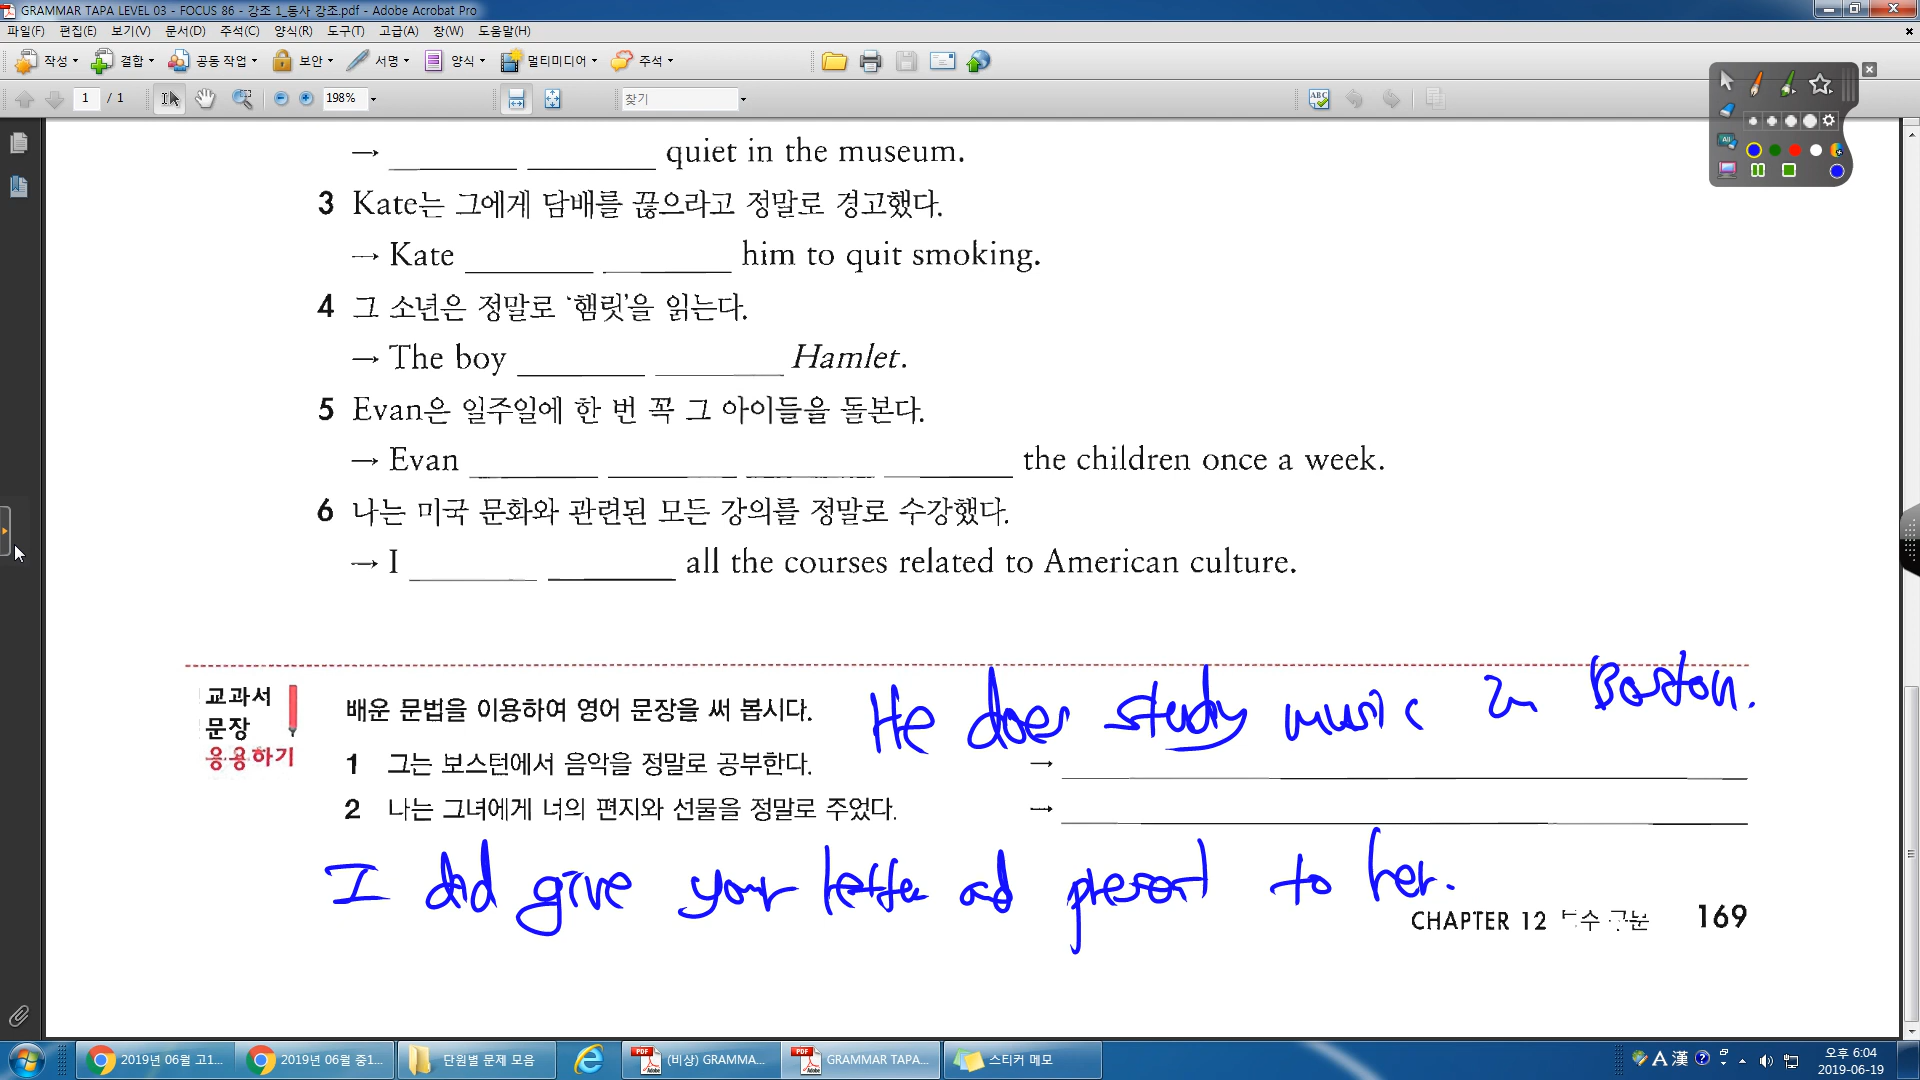 GRAMMAR TAPA LEVEL 03 - FOCUS 86 - 강조 1_동사 강조.pdf - Adobe Acrobat Pro
파일(F) 편집(E) 보기(V) 문서(D) 주석(C) 양식(R) 도구(T) 고급(A) 창(W) 도움말(H)
작성 결합 공동 작업 보안 서명 양식 멀티미디어 주석
1 / 1 198% 찾기
→ quiet in the museum.
3 Kate는 그에게 담배를 끊으라고 정말로 경고했다.
→ Kate him to quit smoking.
4 그 소년은 정말로 ‘햄릿’을 읽는다.
→ The boy Hamlet.
5 Evan은 일주일에 한 번 꼭 그 아이들을 돌본다.
→ Evan the children once a week.
6 나는 미국 문화와 관련된 모든 강의를 정말로 수강했다.
→ I all the courses related to American culture.
교과서
문장
응용하기
배운 문법을 이용하여 영어 문장을 써 봅시다.
He does study music in Boston.
1 그는 보스턴에서 음악을 정말로 공부한다. →
2 나는 그녀에게 너의 편지와 선물을 정말로 주었다. →
I did give your letter and present to her.
CHAPTER 12 특수 구문 169
2019년 06월 고1... 2019년 06월 중1... 단원별 문제 모음 (비상) GRAMMA... GRAMMAR TAPA... 스티커 메모
A 漢
오후 6:04
2019-06-19